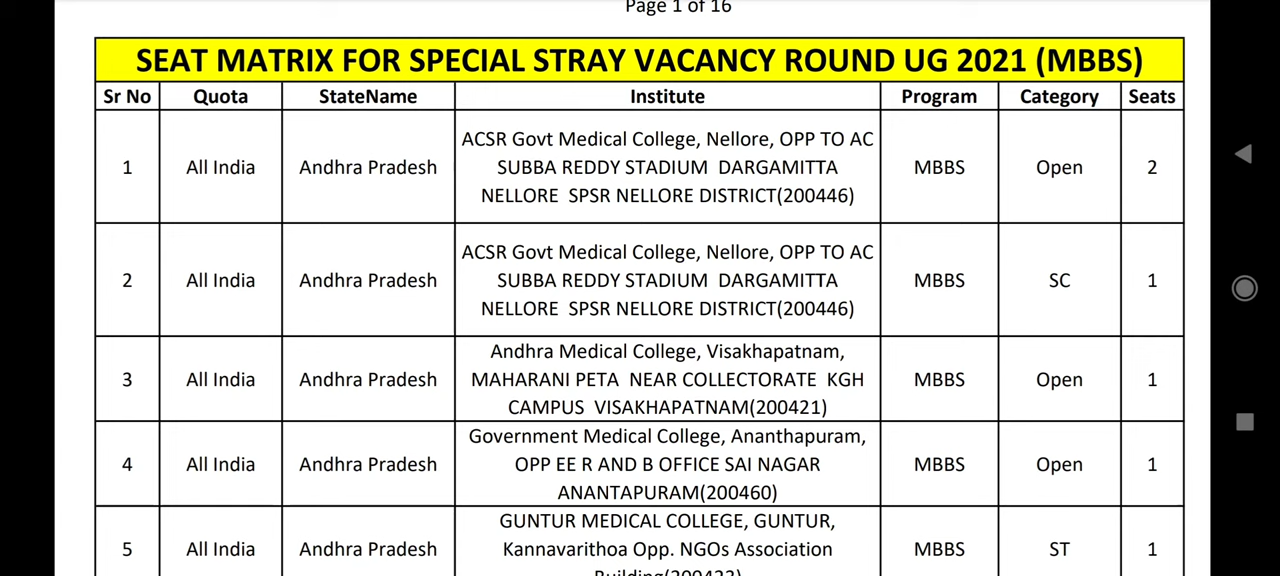 Page 1 of 16
SEAT MATRIX FOR SPECIAL STRAY VACANCY ROUND UG 2021 (MBBS)
Sr No Quota StateName Institute Program Category Seats
1 All India Andhra Pradesh ACSR Govt Medical College, Nellore, OPP TO AC
SUBBA REDDY STADIUM DARGAMITTA
NELLORE SPSR NELLORE DISTRICT(200446) MBBS Open 2
2 All India Andhra Pradesh ACSR Govt Medical College, Nellore, OPP TO AC
SUBBA REDDY STADIUM DARGAMITTA
NELLORE SPSR NELLORE DISTRICT(200446) MBBS SC 1
3 All India Andhra Pradesh Andhra Medical College, Visakhapatnam,
MAHARANI PETA NEAR COLLECTORATE KGH
CAMPUS VISAKHAPATNAM(200421) MBBS Open 1
4 All India Andhra Pradesh Government Medical College, Ananthapuram,
OPP EE R AND B OFFICE SAI NAGAR
ANANTAPURAM(200460) MBBS Open 1
5 All India Andhra Pradesh GUNTUR MEDICAL COLLEGE, GUNTUR,
Kannavarithoa Opp. NGOs Association
Building(200423) MBBS ST 1